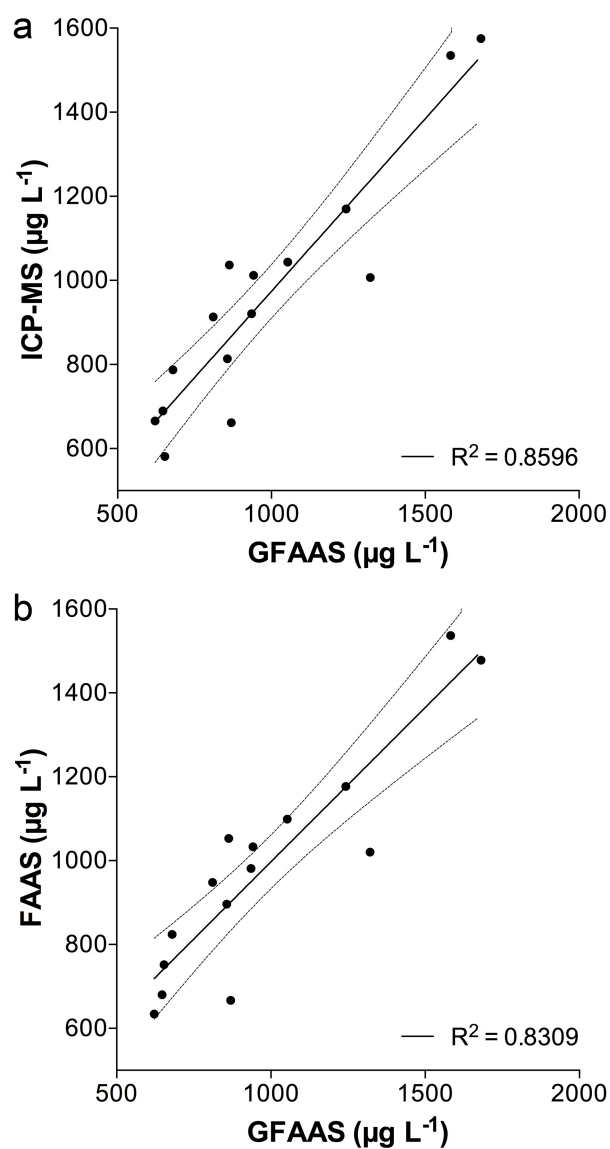 a
1600
1400
1200
1000
800
600
ICP-MS (µg L⁻¹)
R² = 0.8596
500 1000 1500 2000
GFAAS (µg L⁻¹)
b
1600
1400
1200
1000
800
600
FAAS (µg L⁻¹)
R² = 0.8309
500 1000 1500 2000
GFAAS (µg L⁻¹)